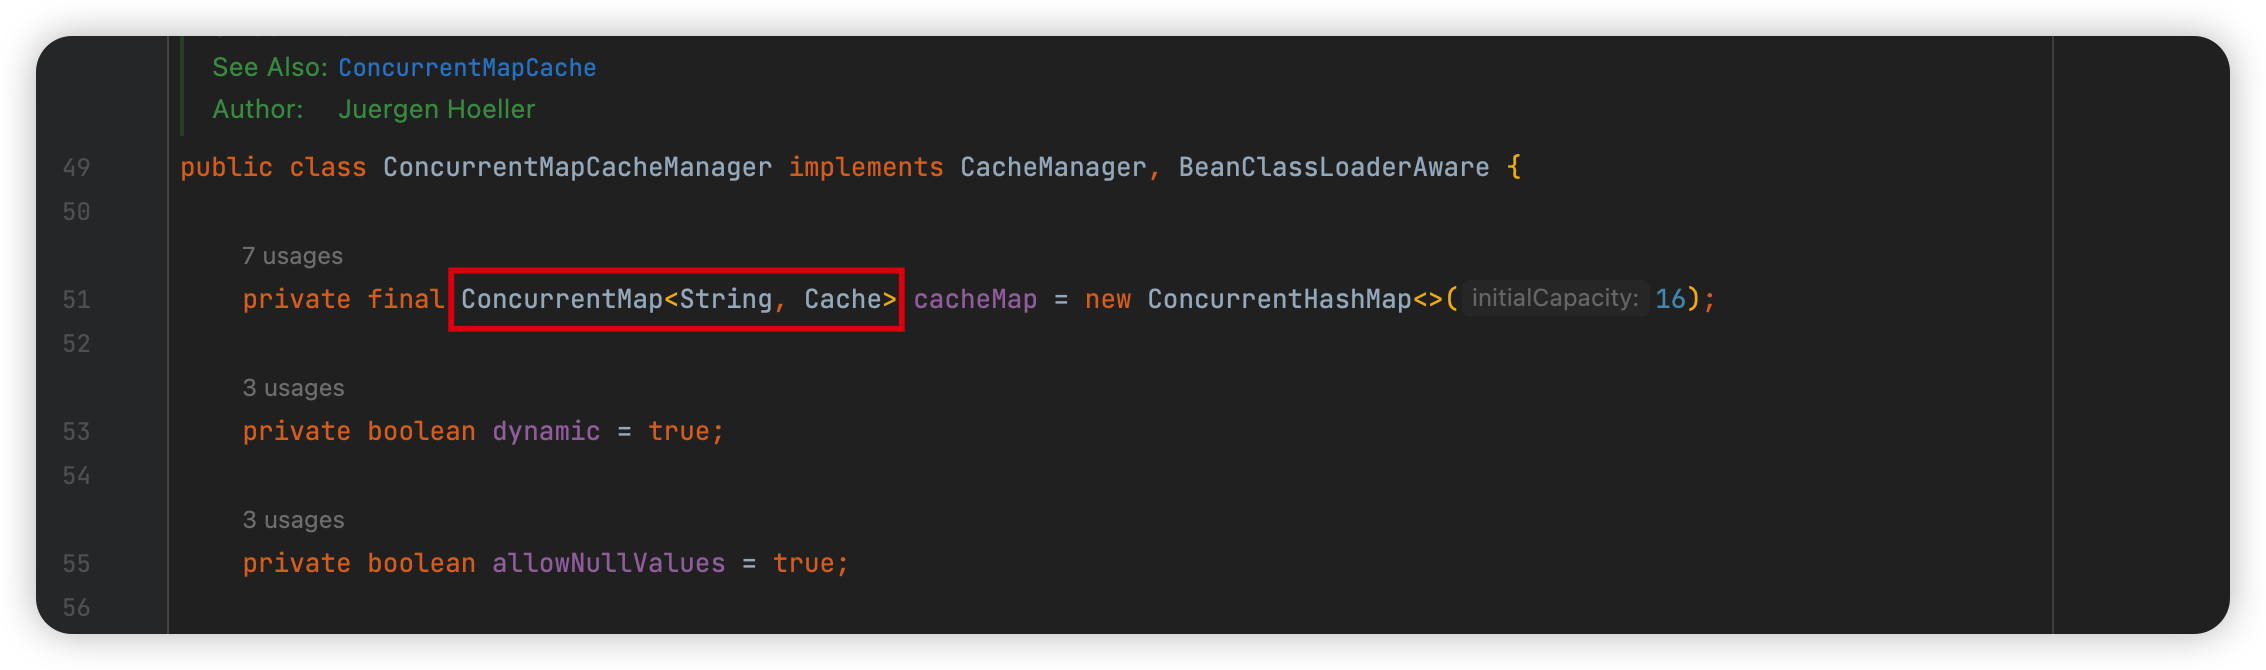 See Also: ConcurrentMapCache
Author: Juergen Hoeller
49 public class ConcurrentMapCacheManager implements CacheManager, BeanClassLoaderAware {
50
7 usages
51 private final ConcurrentMap<String, Cache> cacheMap = new ConcurrentHashMap<>( initialCapacity: 16);
52
3 usages
53 private boolean dynamic = true;
54
3 usages
55 private boolean allowNullValues = true;
56